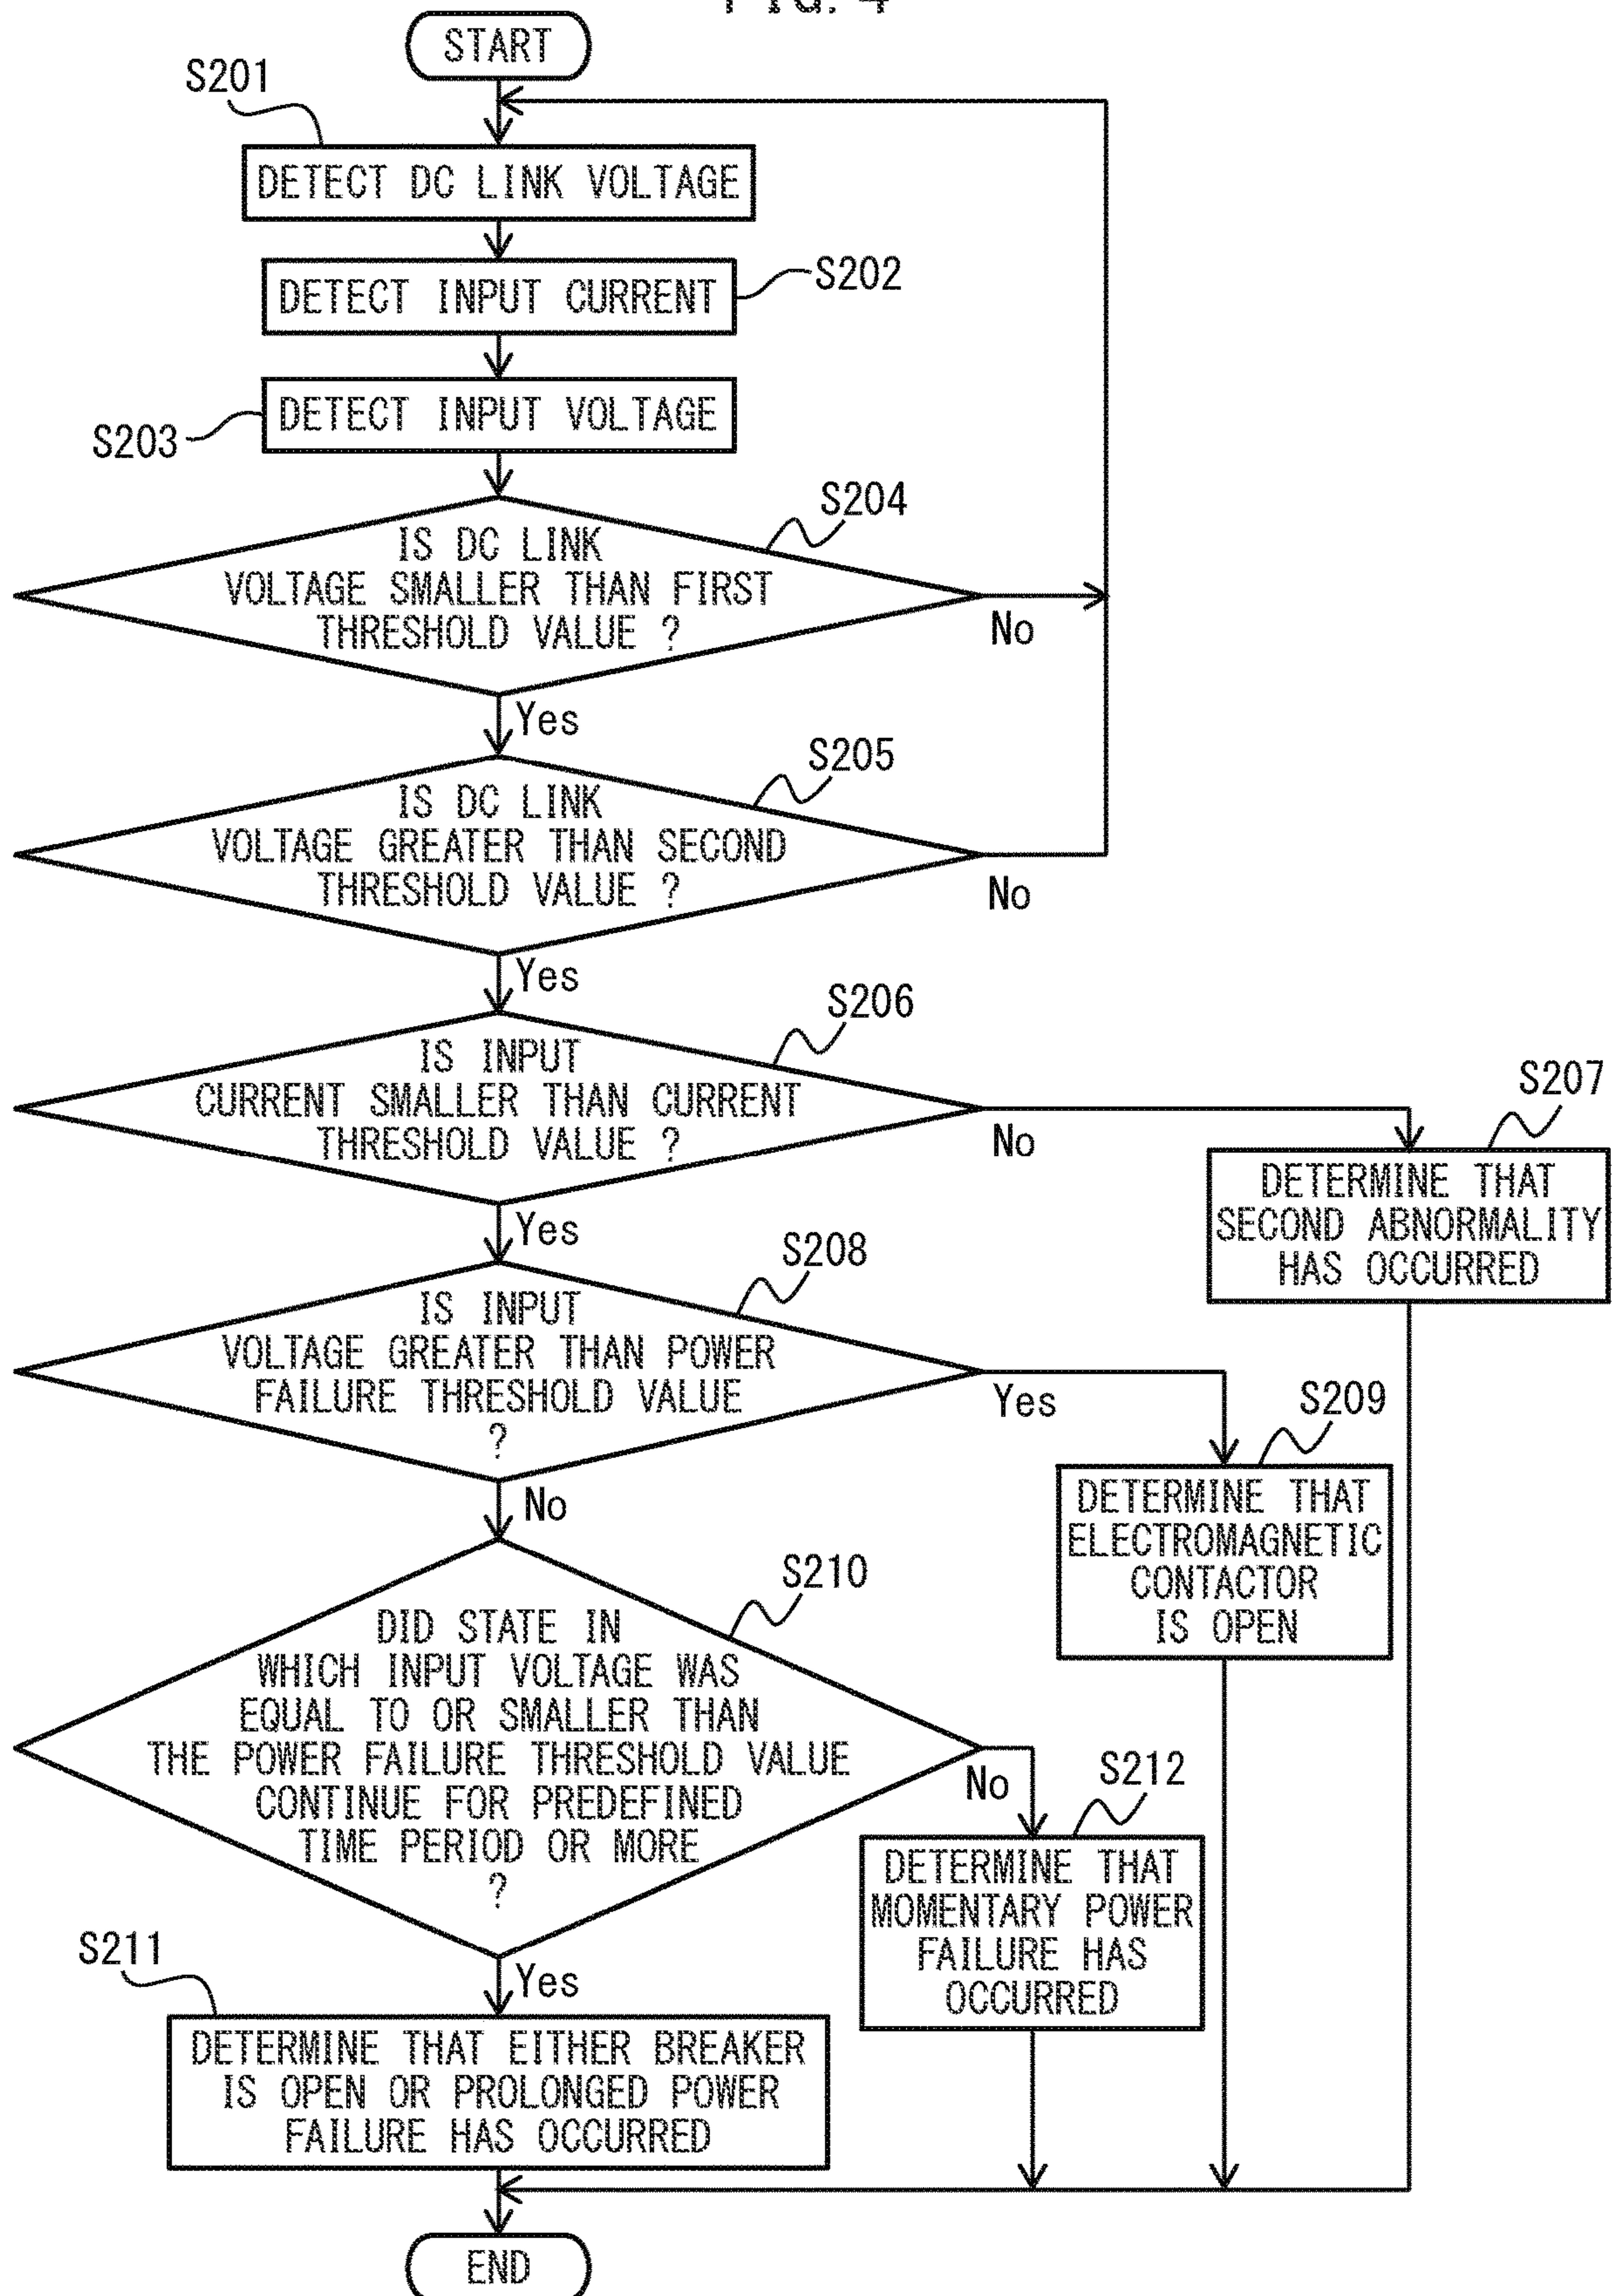 FIG. 4
START
S201
DETECT DC LINK VOLTAGE
DETECT INPUT CURRENT
S202
DETECT INPUT VOLTAGE
S203
S204
IS DC LINK
VOLTAGE SMALLER THAN FIRST
THRESHOLD VALUE ?
No
Yes
S205
IS DC LINK
VOLTAGE GREATER THAN SECOND
THRESHOLD VALUE ?
No
Yes
S206
IS INPUT
CURRENT SMALLER THAN CURRENT
THRESHOLD VALUE ?
No
S207
DETERMINE THAT
SECOND ABNORMALITY
HAS OCCURRED
Yes
S208
IS INPUT
VOLTAGE GREATER THAN POWER
FAILURE THRESHOLD VALUE
?
Yes
S209
DETERMINE THAT
ELECTROMAGNETIC
CONTACTOR
IS OPEN
No
S210
DID STATE IN
WHICH INPUT VOLTAGE WAS
EQUAL TO OR SMALLER THAN
THE POWER FAILURE THRESHOLD VALUE
CONTINUE FOR PREDEFINED
TIME PERIOD OR MORE
?
No
S212
DETERMINE THAT
MOMENTARY POWER
FAILURE HAS
OCCURRED
S211
Yes
DETERMINE THAT EITHER BREAKER
IS OPEN OR PROLONGED POWER
FAILURE HAS OCCURRED
END